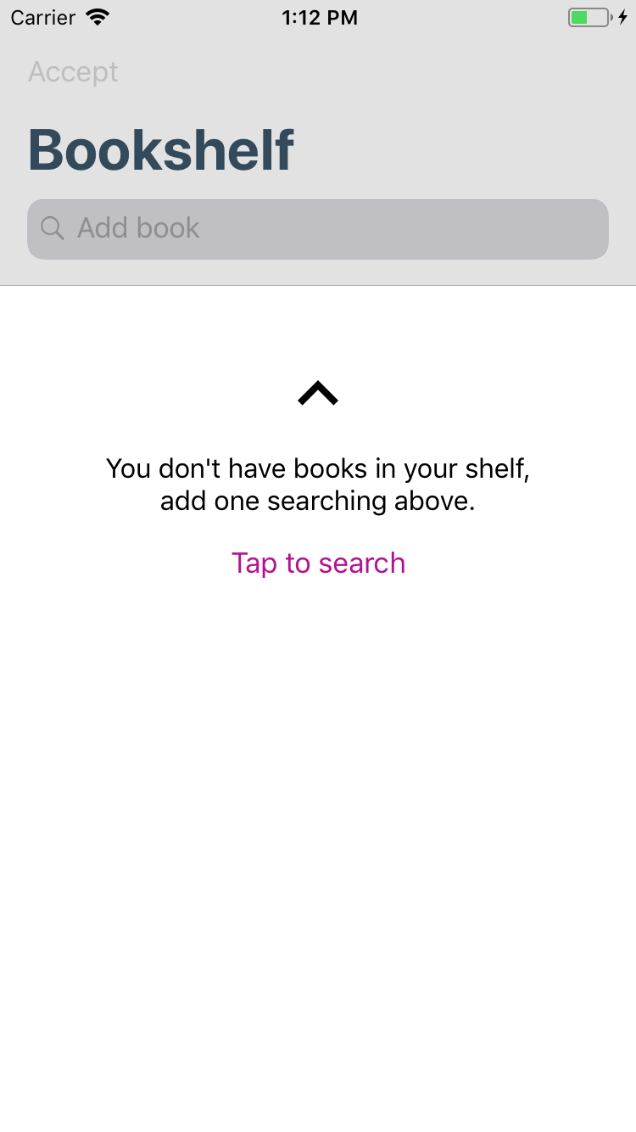 Carrier 1:12 PM
Accept
Bookshelf
Add book
You don't have books in your shelf,
add one searching above.
Tap to search